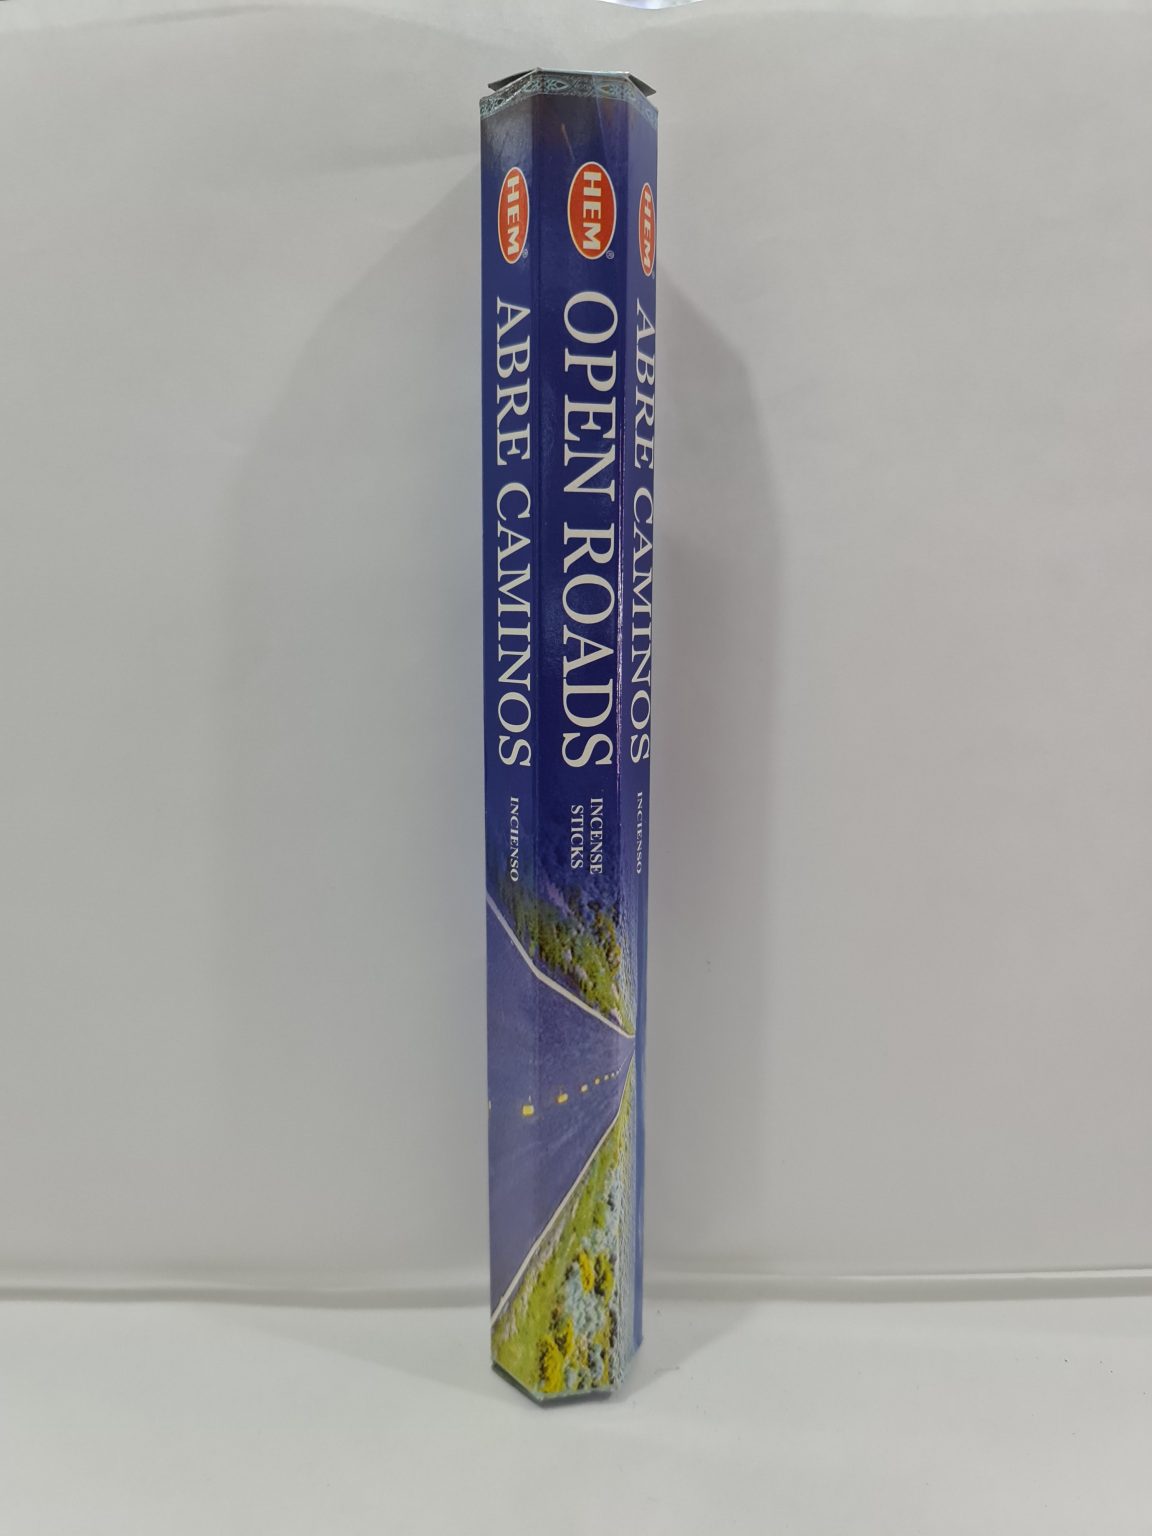 HEM®
ABRE CAMINOS
INCIENSO
HEM®
OPEN ROADS
INCENSE
STICKS
HEM
ABRE CAMINOS
INCIENSO